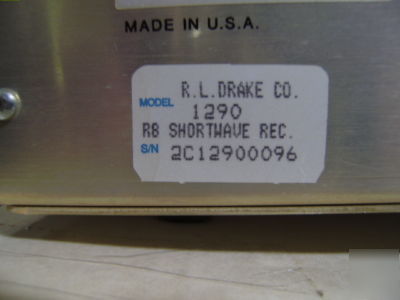 MADE IN U.S.A.
R.L.DRAKE CO.
MODEL 1290
R8 SHORTWAVE REC.
S/N 2C12900096